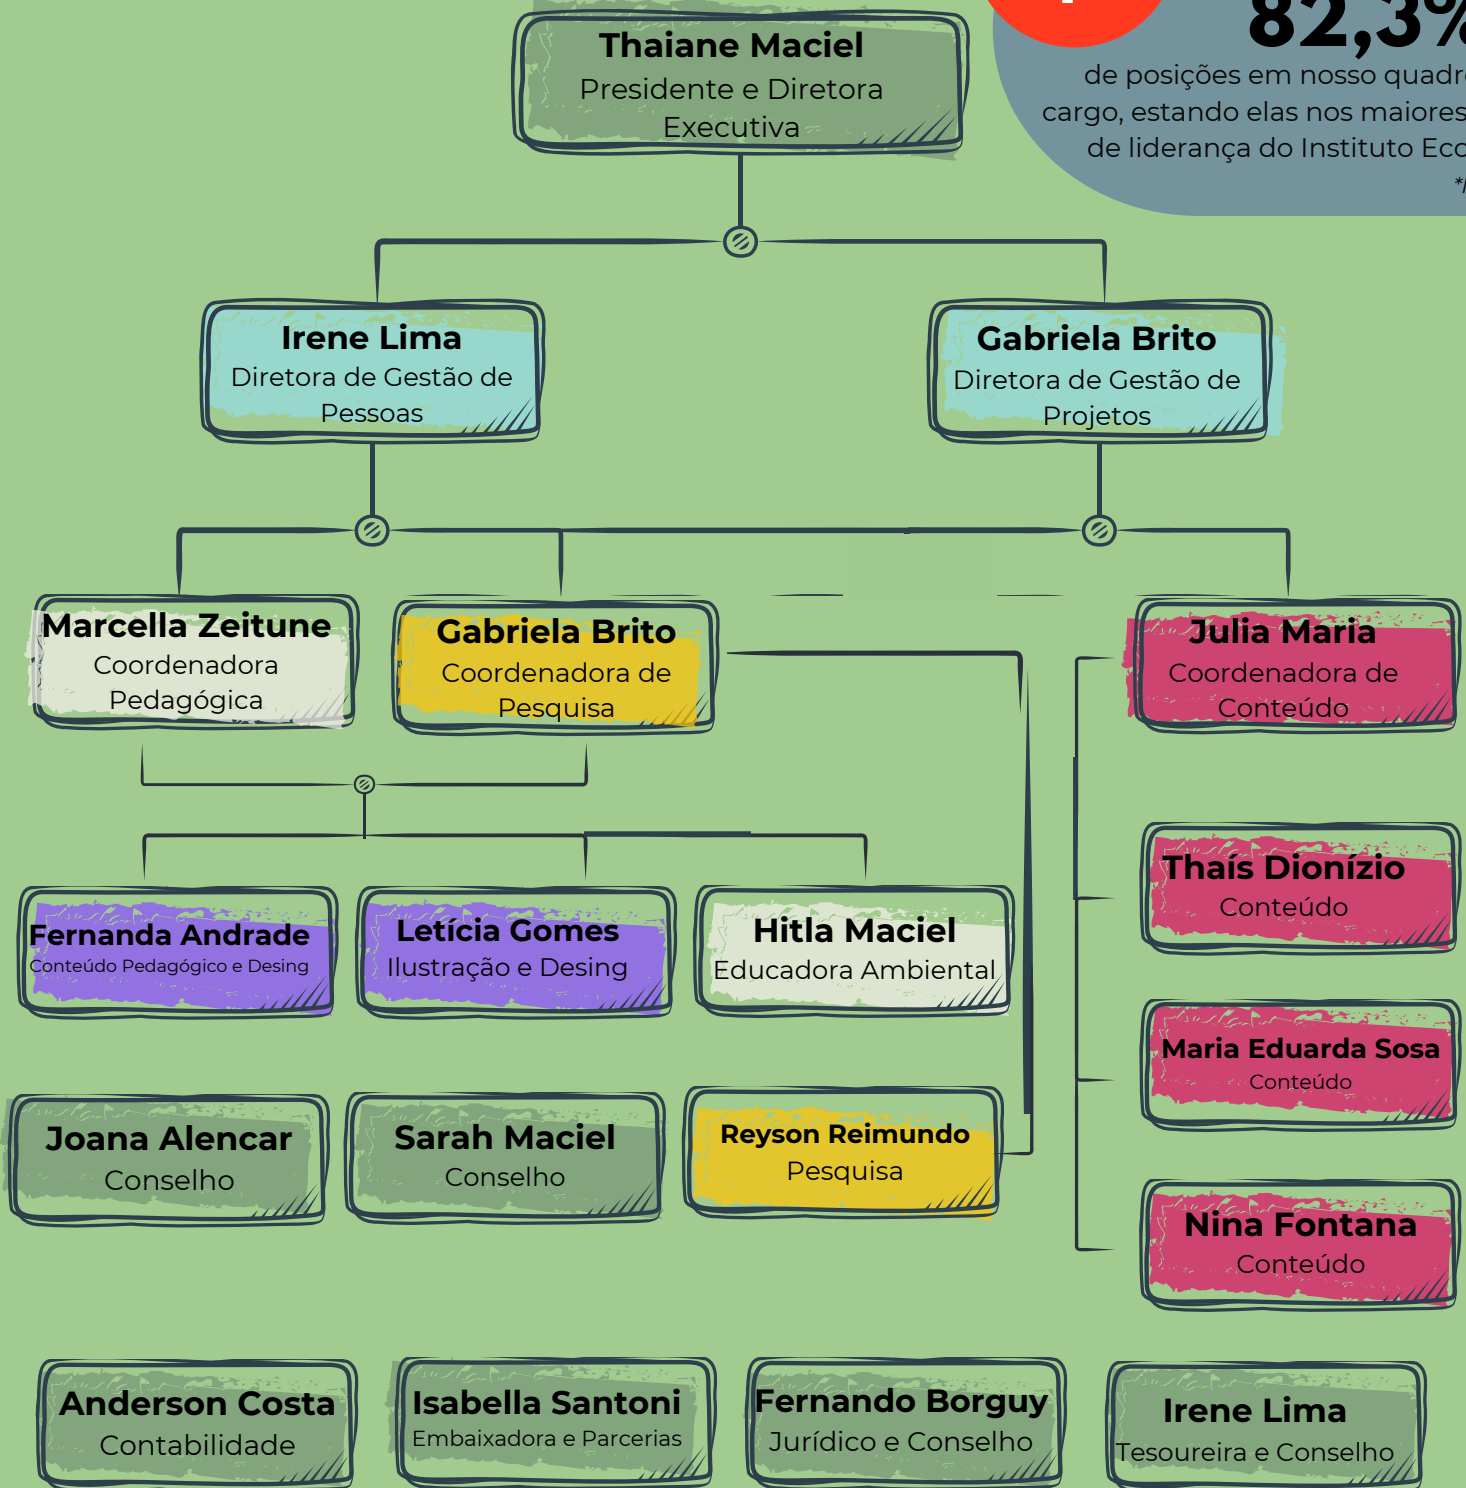 Thaiane Maciel
Presidente e Diretora
Executiva
82,3%
de posições em nosso quadro
cargo, estando elas nos maiores
de liderança do Instituto Eco
Irene Lima
Diretora de Gestão de
Pessoas
Gabriela Brito
Diretora de Gestão de
Projetos
Marcella Zeitune
Coordenadora
Pedagógica
Gabriela Brito
Coordenadora de
Pesquisa
Julia Maria
Coordenadora de
Conteúdo
Thaís Dionízio
Conteúdo
Fernanda Andrade
Conteúdo Pedagógico e Desing
Letícia Gomes
Ilustração e Desing
Hitla Maciel
Educadora Ambiental
Maria Eduarda Sosa
Conteúdo
Joana Alencar
Conselho
Sarah Maciel
Conselho
Reyson Reimundo
Pesquisa
Nina Fontana
Conteúdo
Anderson Costa
Contabilidade
Isabella Santoni
Embaixadora e Parcerias
Fernando Borguy
Jurídico e Conselho
Irene Lima
Tesoureira e Conselho